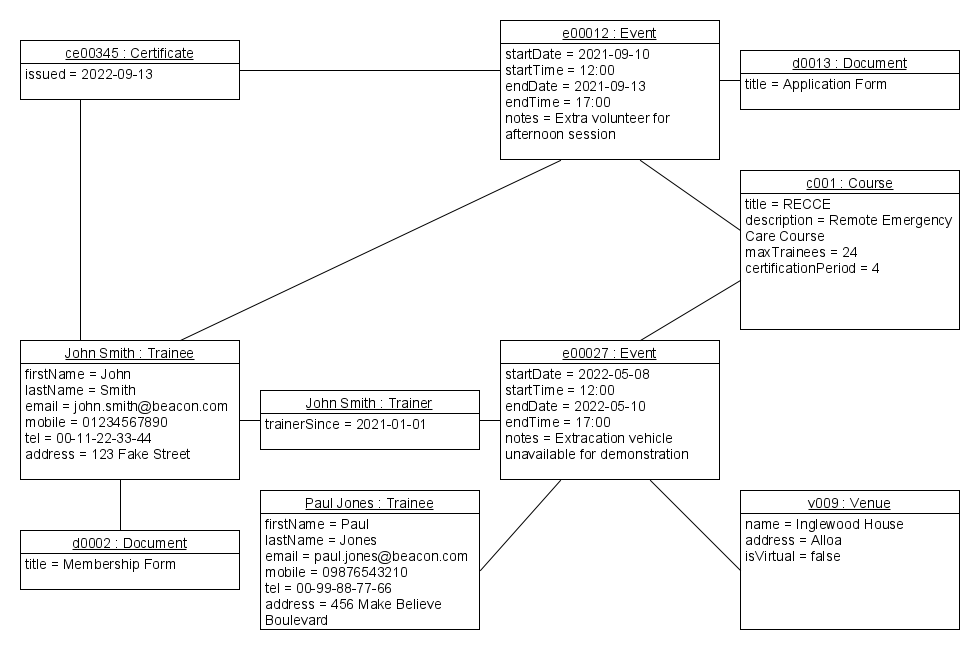 ce00345 : Certificate
issued = 2022-09-13
e00012 : Event
startDate = 2021-09-10
startTime = 12:00
endDate = 2021-09-13
endTime = 17:00
notes = Extra volunteer for
afternoon session
d0013 : Document
title = Application Form
c001 : Course
title = RECCE
description = Remote Emergency
Care Course
maxTrainees = 24
certificationPeriod = 4
John Smith : Trainee
firstName = John
lastName = Smith
email = john.smith@beacon.com
mobile = 01234567890
tel = 00-11-22-33-44
address = 123 Fake Street
John Smith : Trainer
trainerSince = 2021-01-01
e00027 : Event
startDate = 2022-05-08
startTime = 12:00
endDate = 2022-05-10
endTime = 17:00
notes = Extracation vehicle
unavailable for demonstration
d0002 : Document
title = Membership Form
Paul Jones : Trainee
firstName = Paul
lastName = Jones
email = paul.jones@beacon.com
mobile = 09876543210
tel = 00-99-88-77-66
address = 456 Make Believe
Boulevard
v009 : Venue
name = Inglewood House
address = Alloa
isVirtual = false